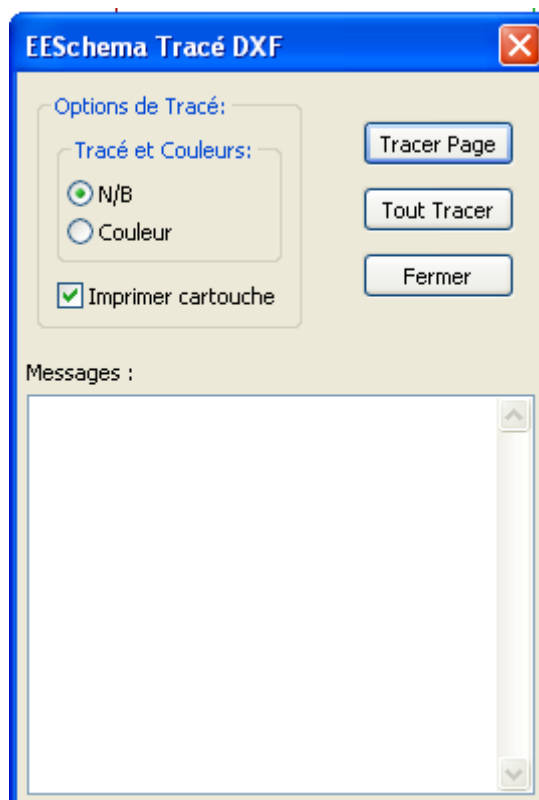 EESchema Tracé DXF
Options de Tracé:
Tracé et Couleurs:
N/B
Couleur
Imprimer cartouche
Tracer Page
Tout Tracer
Fermer
Messages :